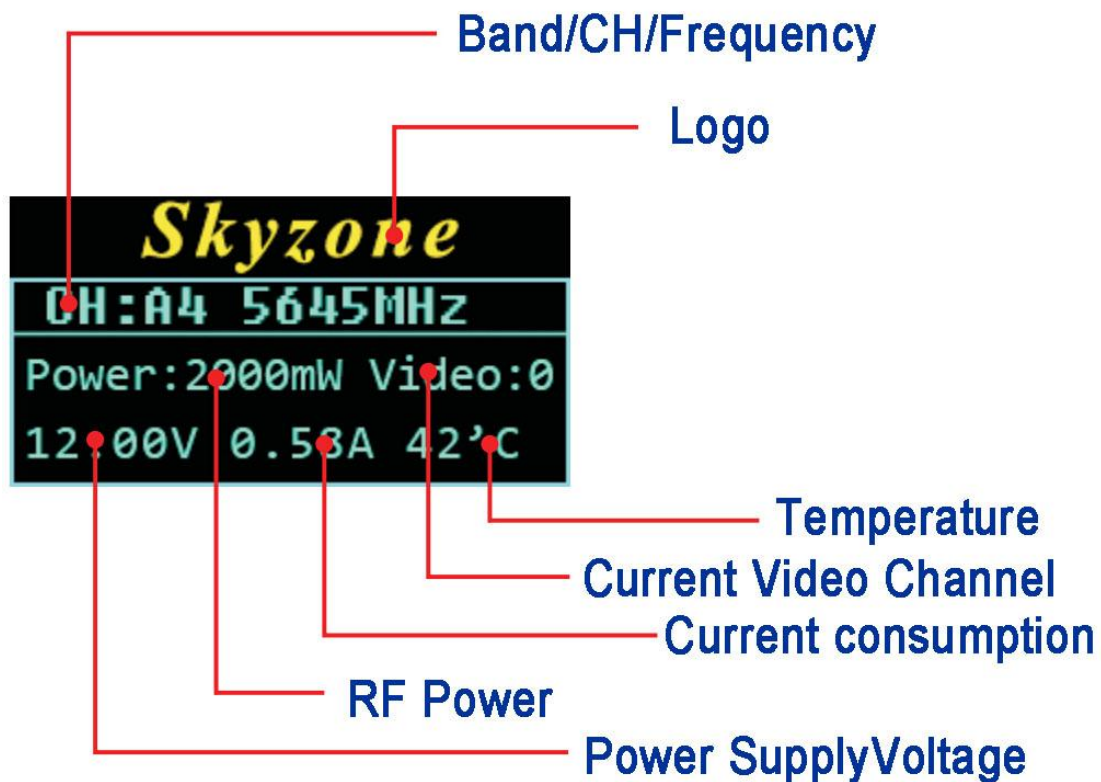 Band/CH/Frequency
Logo
Skyzone
CH:A4 5645MHz
Power:2000mW Video:0
12.00V 0.58A 42’C
Temperature
Current Video Channel
Current consumption
RF Power
Power SupplyVoltage